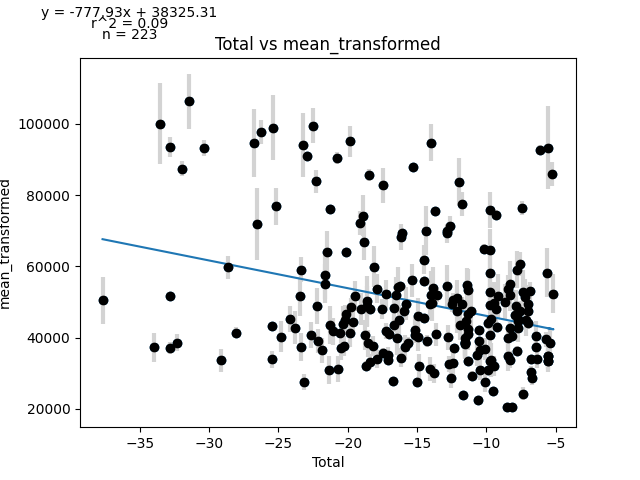 y = -777.93x + 38325.31
r^2 = 0.09
n = 223
Total vs mean_transformed
mean_transformed
100000
80000
60000
40000
20000
−35
−30
−25
−20
−15
−10
−5
Total